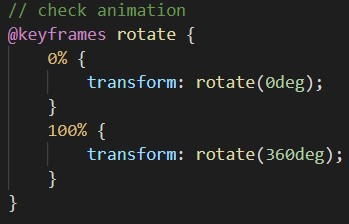 // check animation
@keyframes rotate {
    0% {
        transform: rotate(0deg);
    }
    100% {
        transform: rotate(360deg);
    }
}